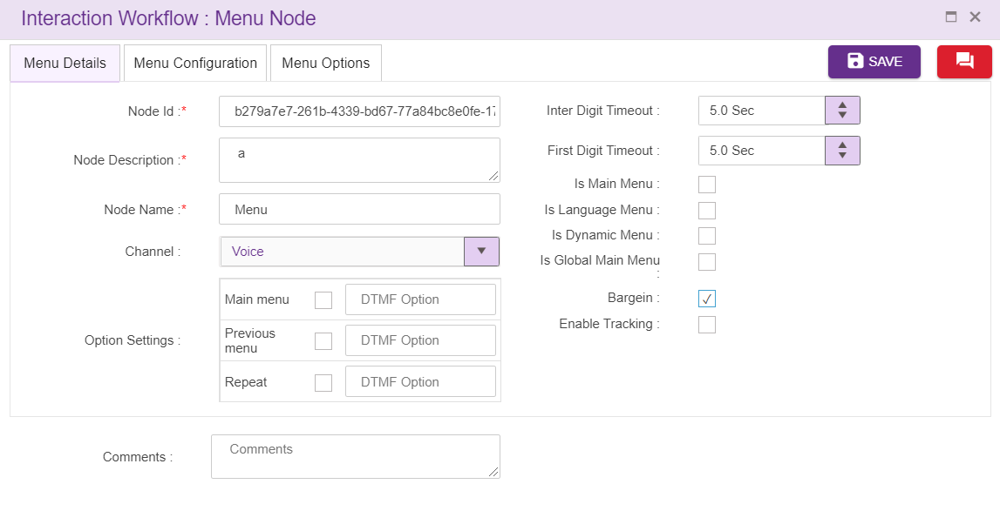 Interaction Workflow : Menu Node
Menu Details
Menu Configuration
Menu Options
SAVE
Node Id :*
b279a7e7-261b-4339-bd67-77a84bc8e0fe-17
Node Description :*
a
Node Name :*
Menu
Channel :
Voice
Option Settings :
Main menu
DTMF Option
Previous
menu
DTMF Option
Repeat
DTMF Option
Inter Digit Timeout :
5.0 Sec
First Digit Timeout :
5.0 Sec
Is Main Menu :
Is Language Menu :
Is Dynamic Menu :
Is Global Main Menu
:
Bargein :
Enable Tracking :
Comments :
Comments